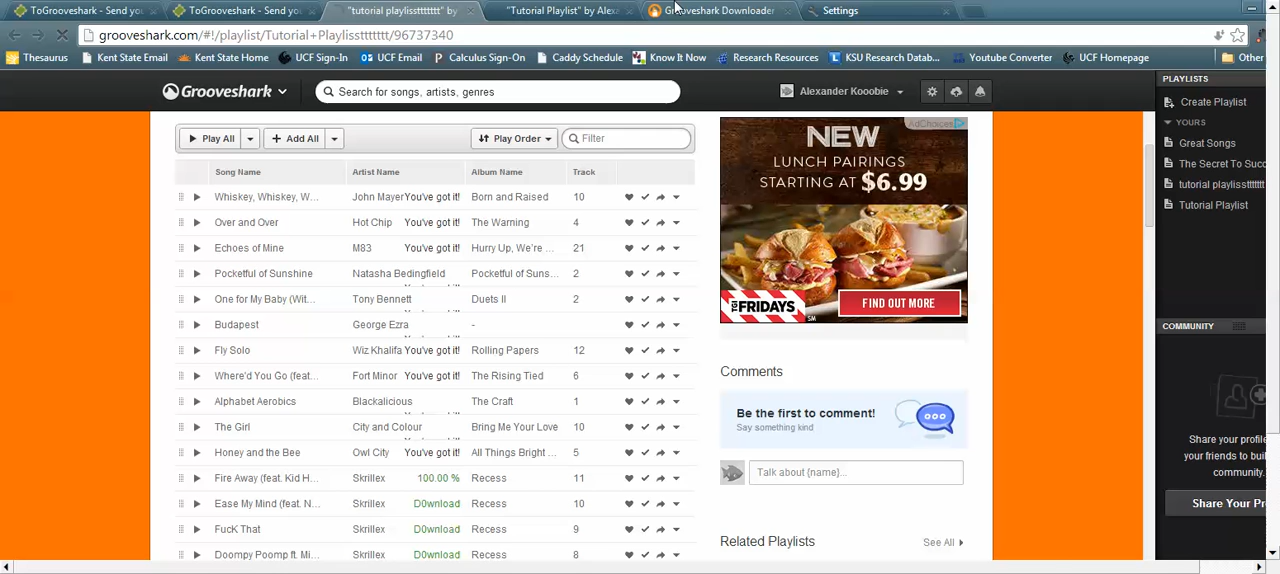 ToGrooveshark - Send you
ToGrooveshark - Send you
"tutorial playlissttttttt" by
"Tutorial Playlist" by Alexa
Grooveshark Downloader
Settings
grooveshark.com/#!/playlist/Tutorial+Playlissttttttt/96737340
Thesaurus
Kent State Email
Kent State Home
UCF Sign-In
UCF Email
Calculus Sign-On
Caddy Schedule
Know It Now
Research Resources
KSU Research Datab...
Youtube Converter
UCF Homepage
Other
Grooveshark
Search for songs, artists, genres
Alexander Kooobie
Play All
Add All
Play Order
Filter
Song Name Artist Name Album Name Track
Whiskey, Whiskey, W... John Mayer You've got it! Born and Raised 10
Over and Over Hot Chip You've got it! The Warning 4
Echoes of Mine M83 You've got it! Hurry Up, We're ... 21
Pocketful of Sunshine Natasha Bedingfield Pocketful of Suns... 2
One for My Baby (Wit... Tony Bennett Duets II 2
Budapest George Ezra -
Fly Solo Wiz Khalifa You've got it! Rolling Papers 12
Where'd You Go (feat... Fort Minor You've got it! The Rising Tied 6
Alphabet Aerobics Blackalicious The Craft 1
The Girl City and Colour Bring Me Your Love 10
Honey and the Bee Owl City You've got it! All Things Bright ... 5
Fire Away (feat. Kid H... Skrillex 100.00 % Recess 11
Ease My Mind (feat. N... Skrillex D0wnload Recess 10
FucK That Skrillex D0wnload Recess 9
Doompy Poomp ft. Mi... Skrillex D0wnload Recess 8
AdChoices
NEW
LUNCH PAIRINGS
STARTING AT $6.99
TGI FRIDAYS
SM
FIND OUT MORE
Comments
Be the first to comment!
Say something kind
Talk about {name}...
Related Playlists
See All
PLAYLISTS
Create Playlist
YOURS
Great Songs
The Secret To Succ
tutorial playlissttttttt
Tutorial Playlist
COMMUNITY
Share your profile
your friends to buil
community.
Share Your Pr